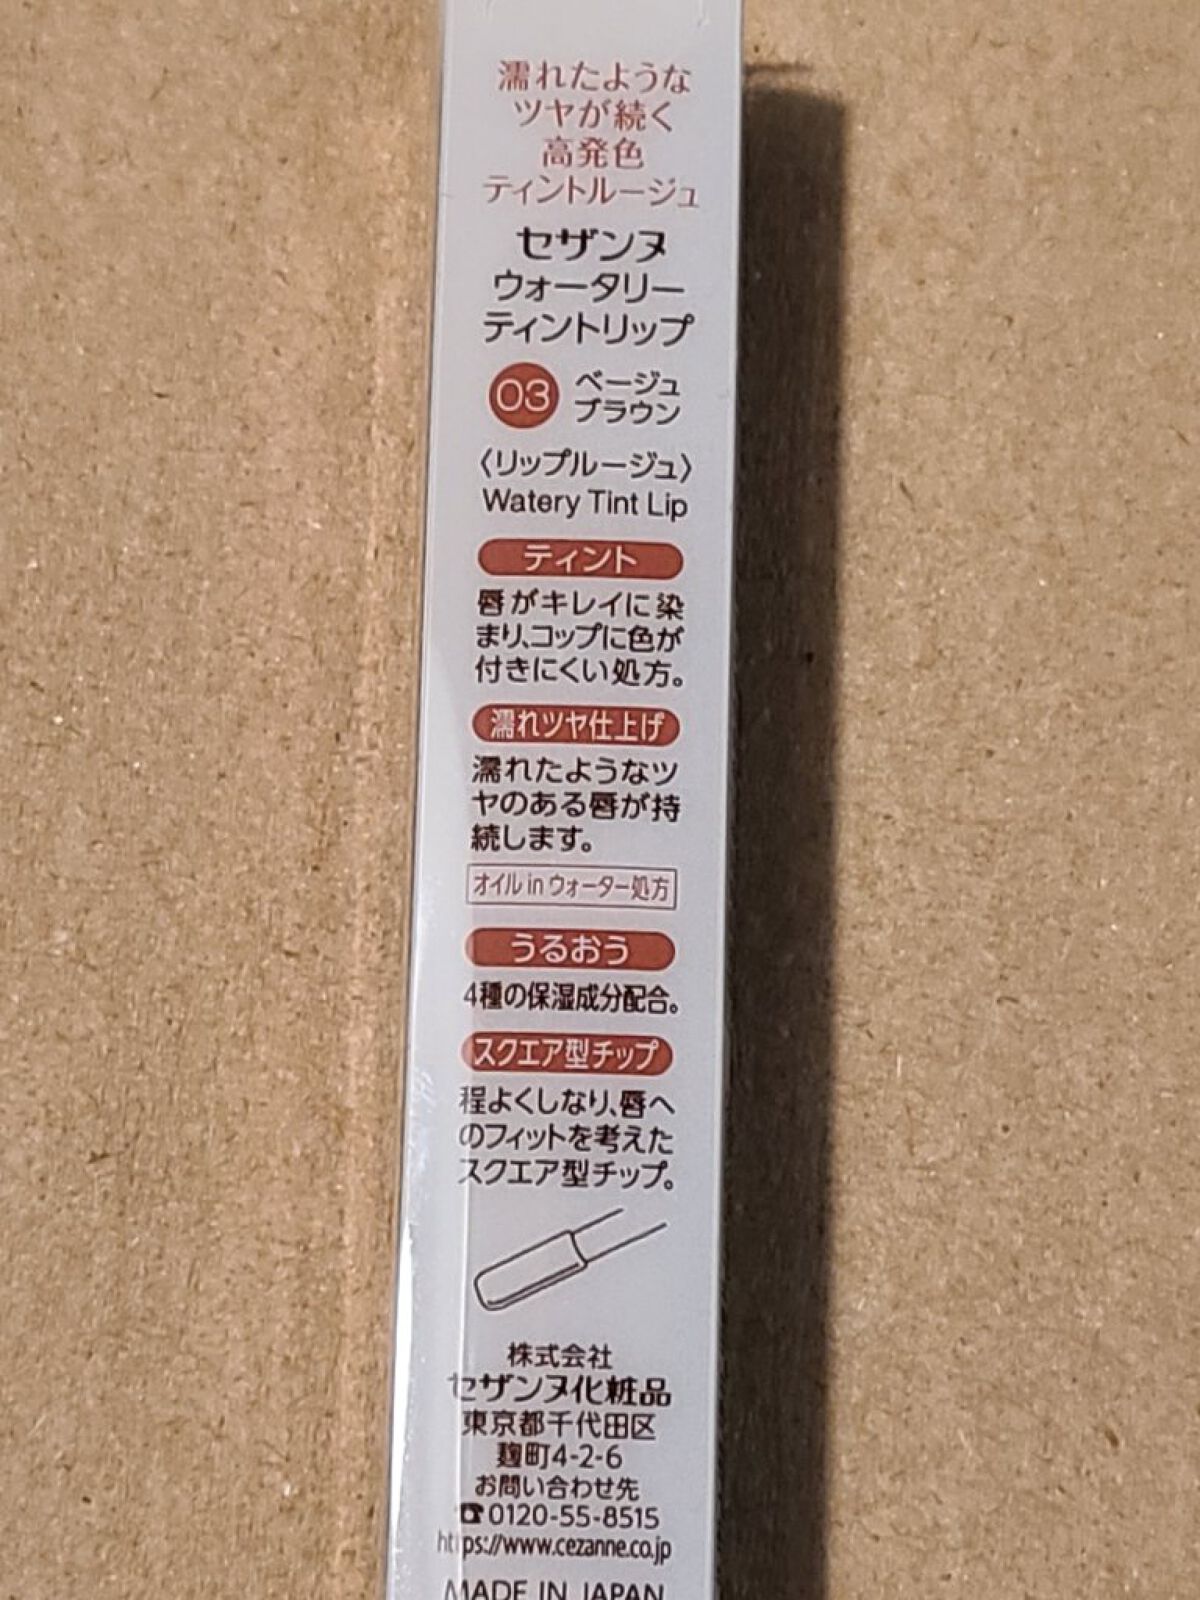 濡れたような
ツヤが続く
高発色
ティントルージュ
セザンヌ
ウォータリー
ティントリップ
03 ベージュ
ブラウン
〈リップルージュ〉
Watery Tint Lip
ティント
唇がキレイに染
まり、コップに色が
付きにくい処方。
濡れツヤ仕上げ
濡れたようなツ
ヤのある唇が持
続します。
オイルinウォーター処方
うるおう
4種の保湿成分配合。
スクエア型チップ
程よくしなり、唇へ
のフィットを考えた
スクエア型チップ。
株式会社
セザンヌ化粧品
東京都千代田区
麹町4-2-6
お問い合わせ先
☎0120-55-8515
https://www.cezanne.co.jp
MADE IN JAPAN